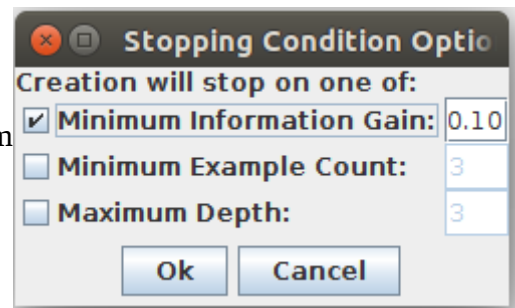 Stopping Condition Optio
Creation will stop on one of:
Minimum Information Gain: 0.10
Minimum Example Count: 3
Maximum Depth: 3
Ok Cancel